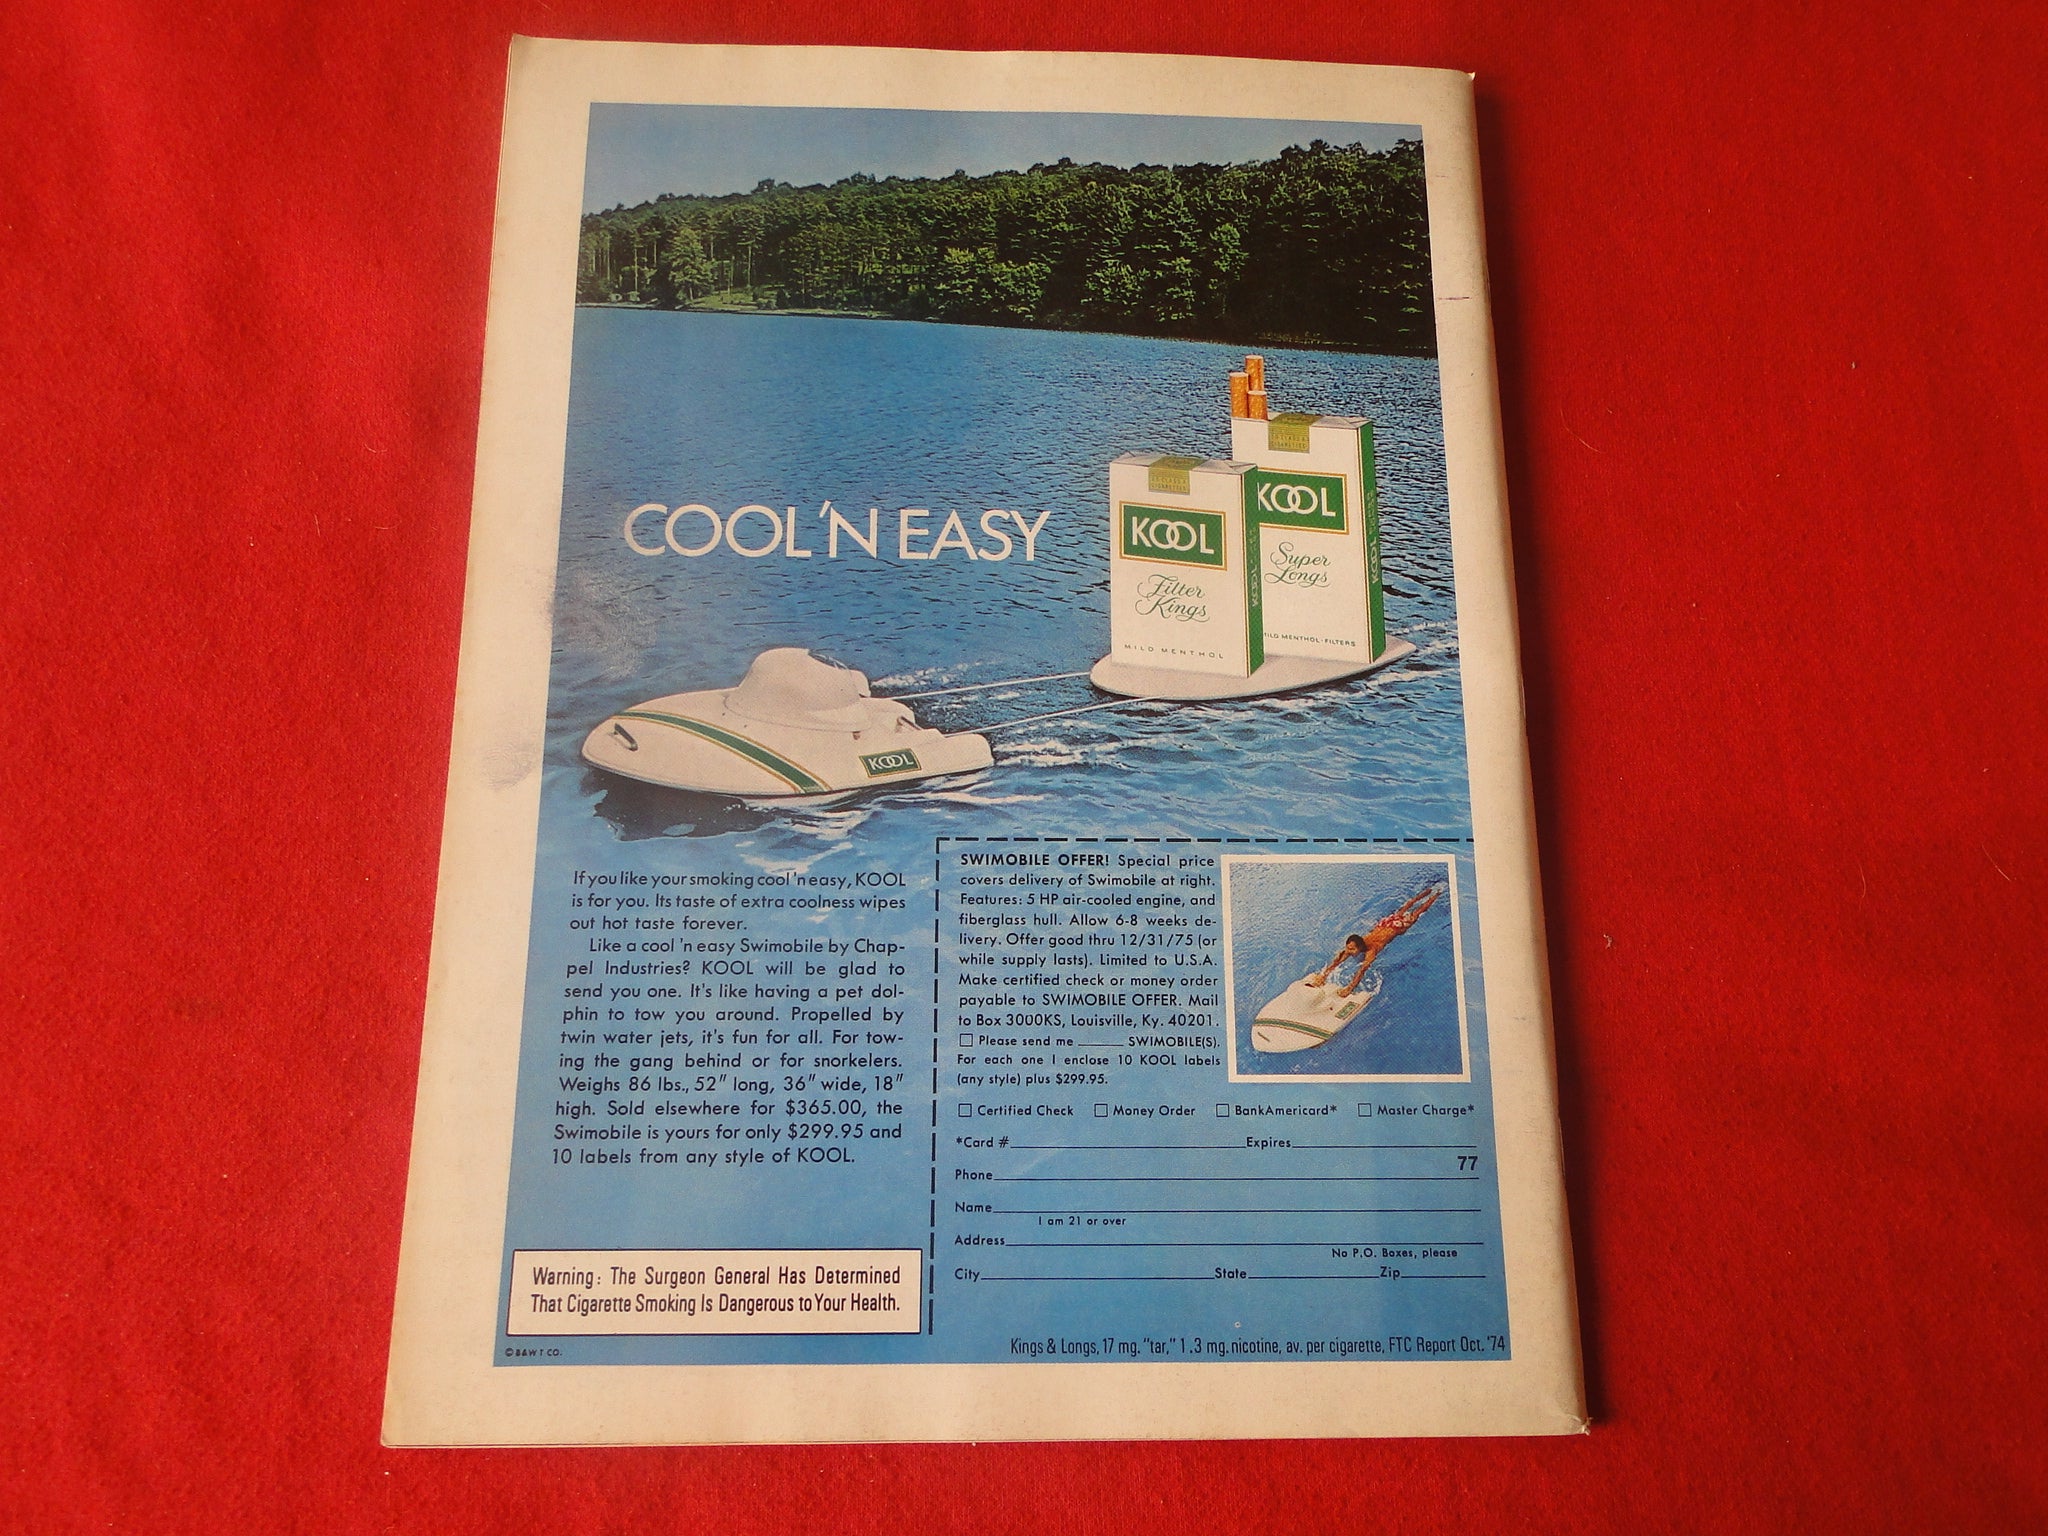 COOL 'N EASY
KOOL
Filter
Kings
MILD MENTHOL
KOOL
Super
Longs
MILD MENTHOL-FILTERS
KOOL
KOOL
If you like your smoking cool 'n easy, KOOL
is for you. Its taste of extra coolness wipes
out hot taste forever.
Like a cool 'n easy Swimobile by Chap-
pel Industries? KOOL will be glad to
send you one. It's like having a pet dol-
phin to tow you around. Propelled by
twin water jets, it's fun for all. For tow-
ing the gang behind or for snorkelers.
Weighs 86 lbs., 52" long, 36" wide, 18"
high. Sold elsewhere for $365.00, the
Swimobile is yours for only $299.95 and
10 labels from any style of KOOL.
Warning: The Surgeon General Has Determined
That Cigarette Smoking Is Dangerous to Your Health.
© B&W T CO.
SWIMOBILE OFFER! Special price
covers delivery of Swimobile at right.
Features: 5 HP air-cooled engine, and
fiberglass hull. Allow 6-8 weeks de-
livery. Offer good thru 12/31/75 (or
while supply lasts). Limited to U.S.A.
Make certified check or money order
payable to SWIMOBILE OFFER. Mail
to Box 3000KS, Louisville, Ky. 40201.
Please send me ______ SWIMOBILE(S).
For each one I enclose 10 KOOL labels
(any style) plus $299.95.
KOOL
Certified Check Money Order BankAmericard* Master Charge*
*Card # Expires
77
Phone
Name
I am 21 or over
Address
No P.O. Boxes, please
City State Zip
Kings & Longs, 17 mg. "tar," 1.3 mg. nicotine, av. per cigarette, FTC Report Oct. '74